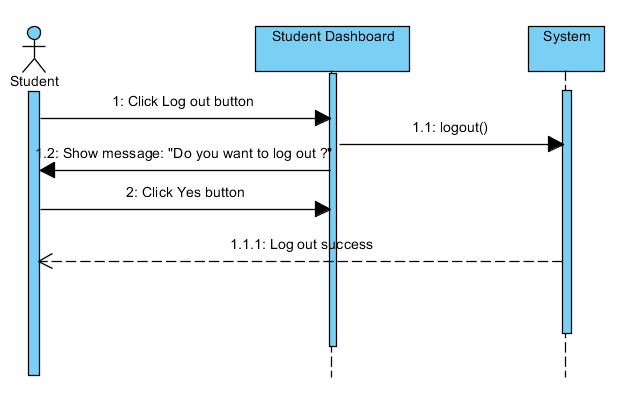 Student Dashboard
System
Student
1: Click Log out button
1.1: logout()
1.2: Show message: "Do you want to log out ?"
2: Click Yes button
1.1.1: Log out success